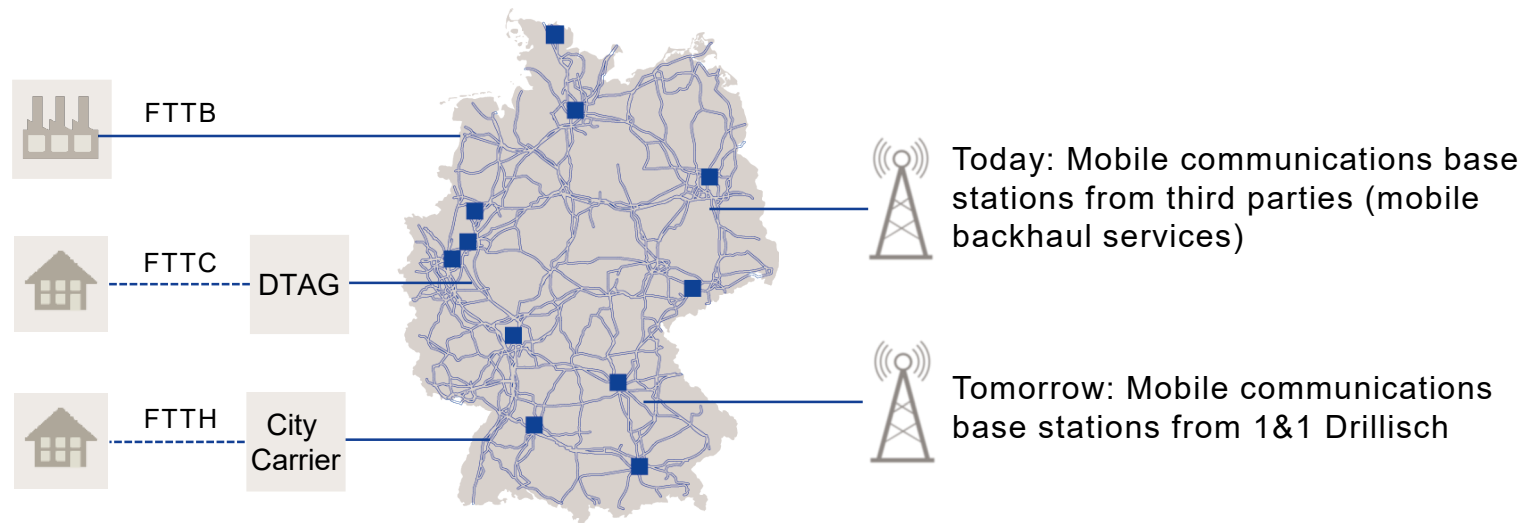 FTTB
FTTC
DTAG
FTTH
City
Carrier
Today: Mobile communications base
stations from third parties (mobile
backhaul services)
Tomorrow: Mobile communications
base stations from 1&1 Drillisch